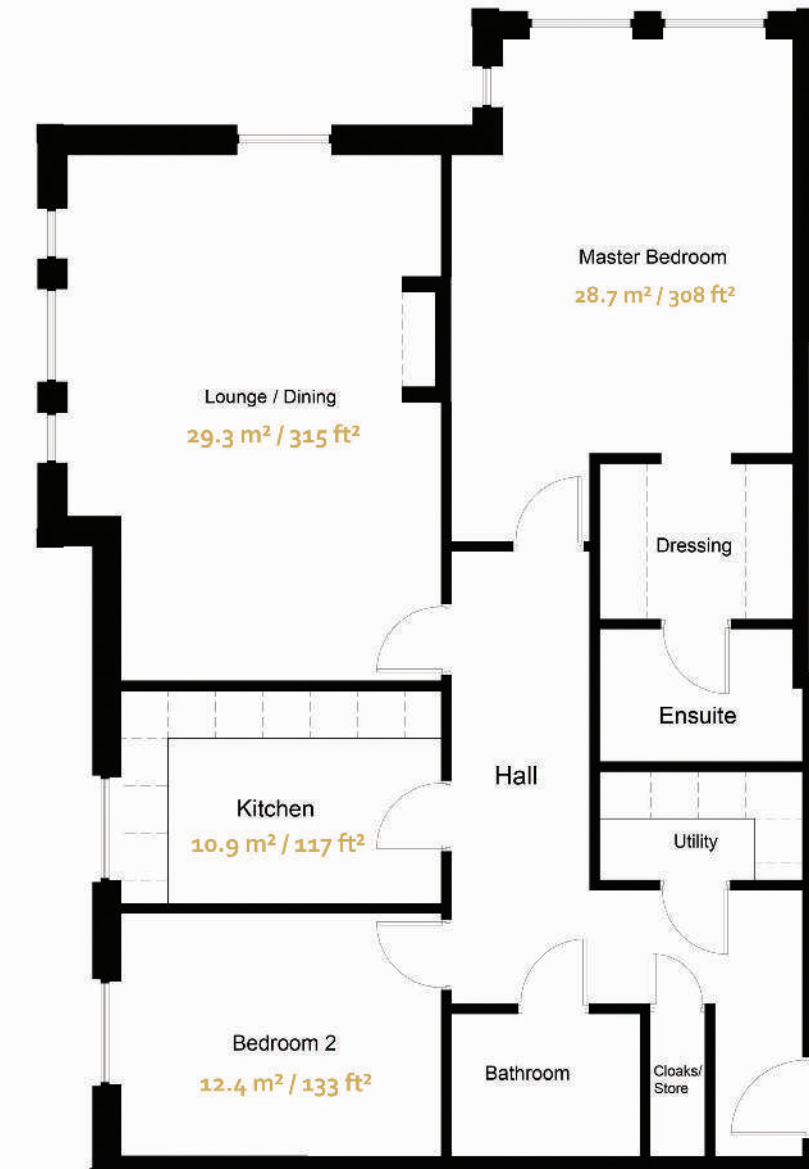 Master Bedroom
28.7 m² / 308 ft²
Lounge / Dining
29.3 m² / 315 ft²
Dressing
Ensuite
Hall
Kitchen
10.9 m² / 117 ft²
Utility
Bedroom 2
12.4 m² / 133 ft²
Bathroom
Cloaks/
Store